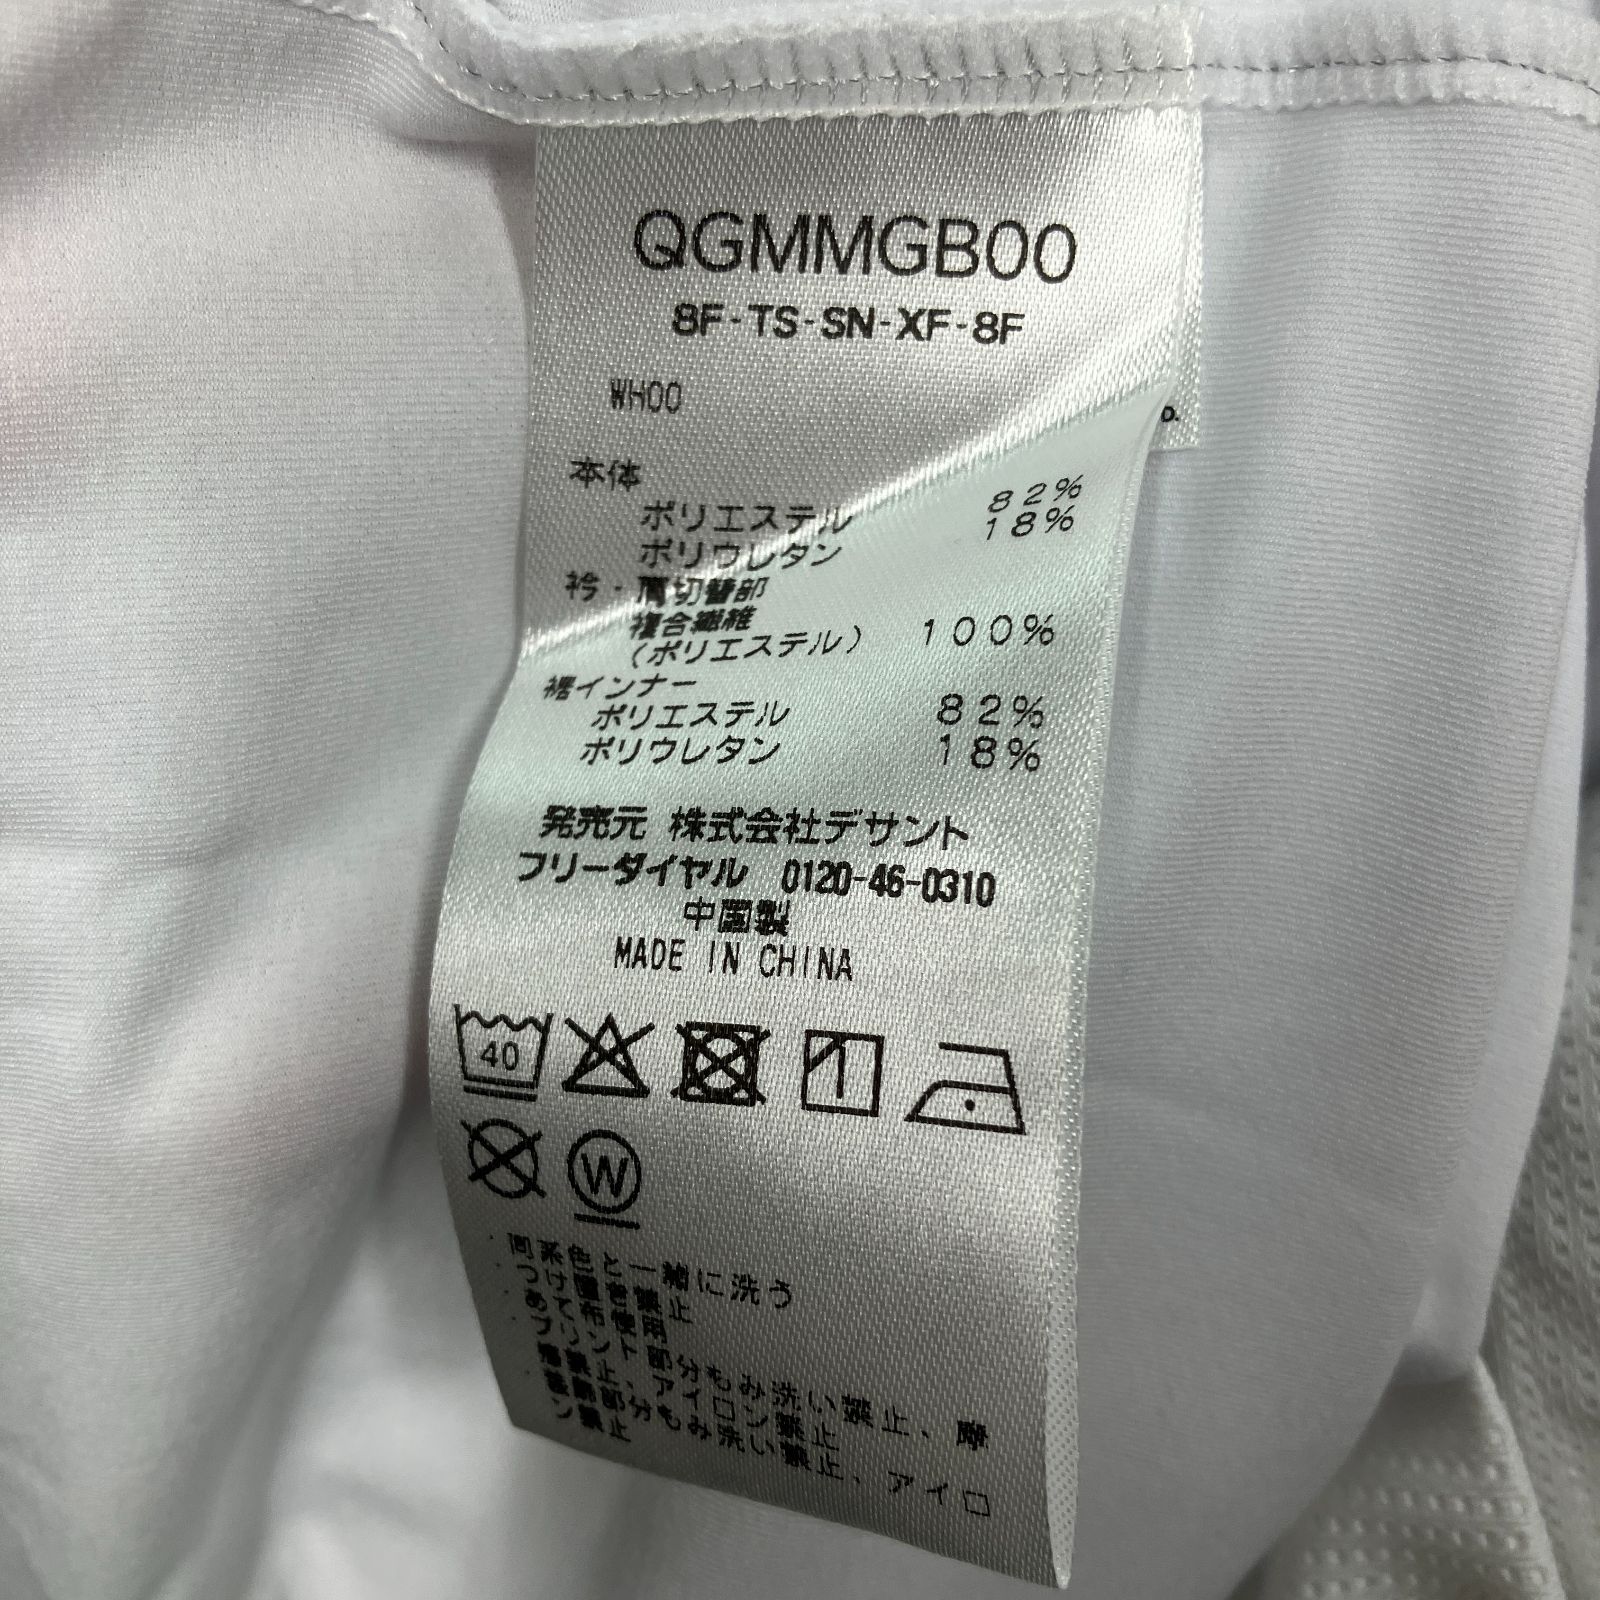 QGMMGB00
8F-TS-SN-XF-8F
WH00
本体
ポリエステル 82%
ポリウレタン 18%
衿・肩切替部
複合繊維
(ポリエステル) 100%
裾インナー
ポリエステル 82%
ポリウレタン 18%
発売元 株式会社デサント
フリーダイヤル 0120-46-0310
中国製
MADE IN CHINA
40
W
・同系色と一緒に洗う
・つけ置き禁止
・あて布使用
・プリント部分もみ洗い禁止、摩
擦禁止、アイロン禁止
・装飾部分もみ洗い禁止、アイロ
ン禁止